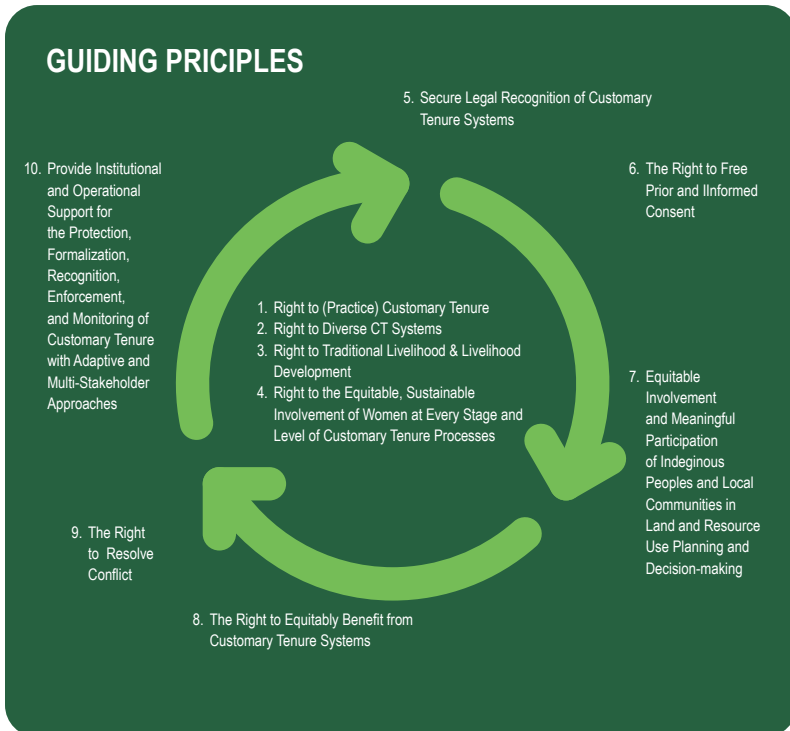 GUIDING PRICIPLES
5. Secure Legal Recognition of Customary
Tenure Systems
6. The Right to Free
Prior and IInformed
Consent
7. Equitable
Involvement
and Meaningful
Participation
of Indeginous
Peoples and Local
Communities in
Land and Resource
Use Planning and
Decision-making
8. The Right to Equitably Benefit from
Customary Tenure Systems
9. The Right
to Resolve
Conflict
10. Provide Institutional
and Operational
Support for
the Protection,
Formalization,
Recognition,
Enforcement,
and Monitoring of
Customary Tenure
with Adaptive and
Multi-Stakeholder
Approaches
1. Right to (Practice) Customary Tenure
2. Right to Diverse CT Systems
3. Right to Traditional Livelihood & Livelihood
Development
4. Right to the Equitable, Sustainable
Involvement of Women at Every Stage and
Level of Customary Tenure Processes